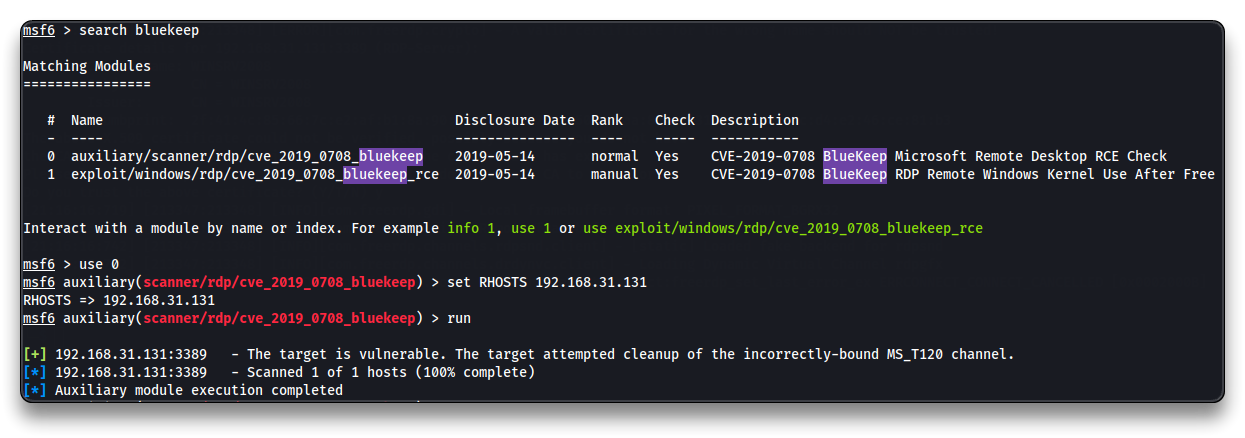 msf6 > search bluekeep
Matching Modules
================
# Name Disclosure Date Rank Check Description
- ---- --------------- ---- ----- -----------
0 auxiliary/scanner/rdp/cve_2019_0708_bluekeep 2019-05-14 normal Yes CVE-2019-0708 BlueKeep Microsoft Remote Desktop RCE Check
1 exploit/windows/rdp/cve_2019_0708_bluekeep_rce 2019-05-14 manual Yes CVE-2019-0708 BlueKeep RDP Remote Windows Kernel Use After Free
Interact with a module by name or index. For example info 1, use 1 or use exploit/windows/rdp/cve_2019_0708_bluekeep_rce
msf6 > use 0
msf6 auxiliary(scanner/rdp/cve_2019_0708_bluekeep) > set RHOSTS 192.168.31.131
RHOSTS => 192.168.31.131
msf6 auxiliary(scanner/rdp/cve_2019_0708_bluekeep) > run
[+] 192.168.31.131:3389 - The target is vulnerable. The target attempted cleanup of the incorrectly-bound MS_T120 channel.
[*] 192.168.31.131:3389 - Scanned 1 of 1 hosts (100% complete)
[*] Auxiliary module execution completed